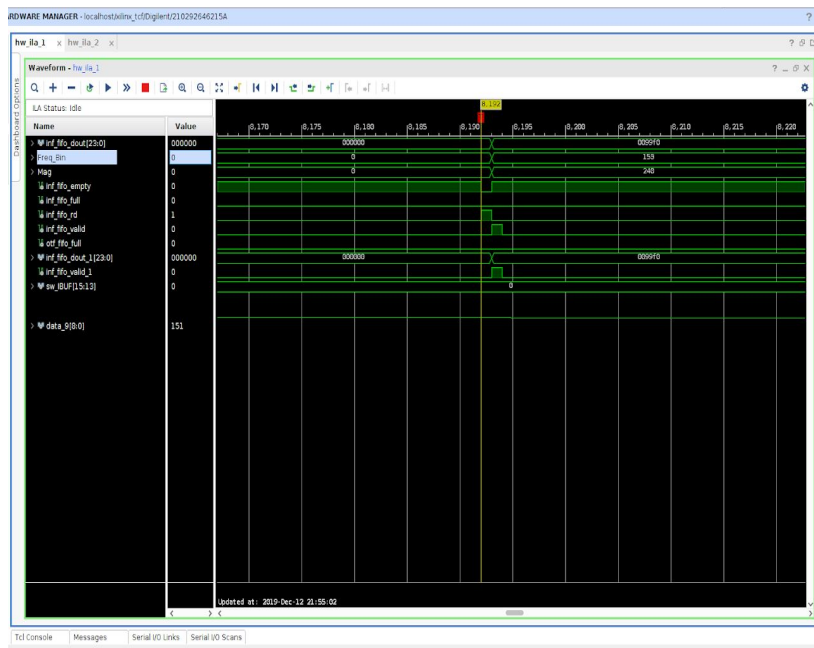 RDWARE MANAGER - localhost/xilinx_tcf/Digilent/210292646215A ?
hw_ila_1 x hw_ila_2 x ?
Dashboard Options
Waveform - hw_ila_1 ? _ X
ILA Status: Idle
8,192
Name Value 8,170 8,175 8,180 8,185 8,190 8,195 8,200 8,205 8,210 8,215 8,220
inf_fifo_dout[23:0] 000000 000000 0099f0
Freq_Bin 0 0 153
Mag 0 0 240
inf_fifo_empty 0
inf_fifo_full 0
inf_fifo_rd 1
inf_fifo_valid 0
otf_fifo_full 0
inf_fifo_dout_1[23:0] 000000 000000 0099f0
inf_fifo_valid_1 0
sw_IBUF[15:13] 0 0
data_9[8:0] 151
Updated at: 2019-Dec-12 21:55:02
Tcl Console Messages Serial I/O Links Serial I/O Scans